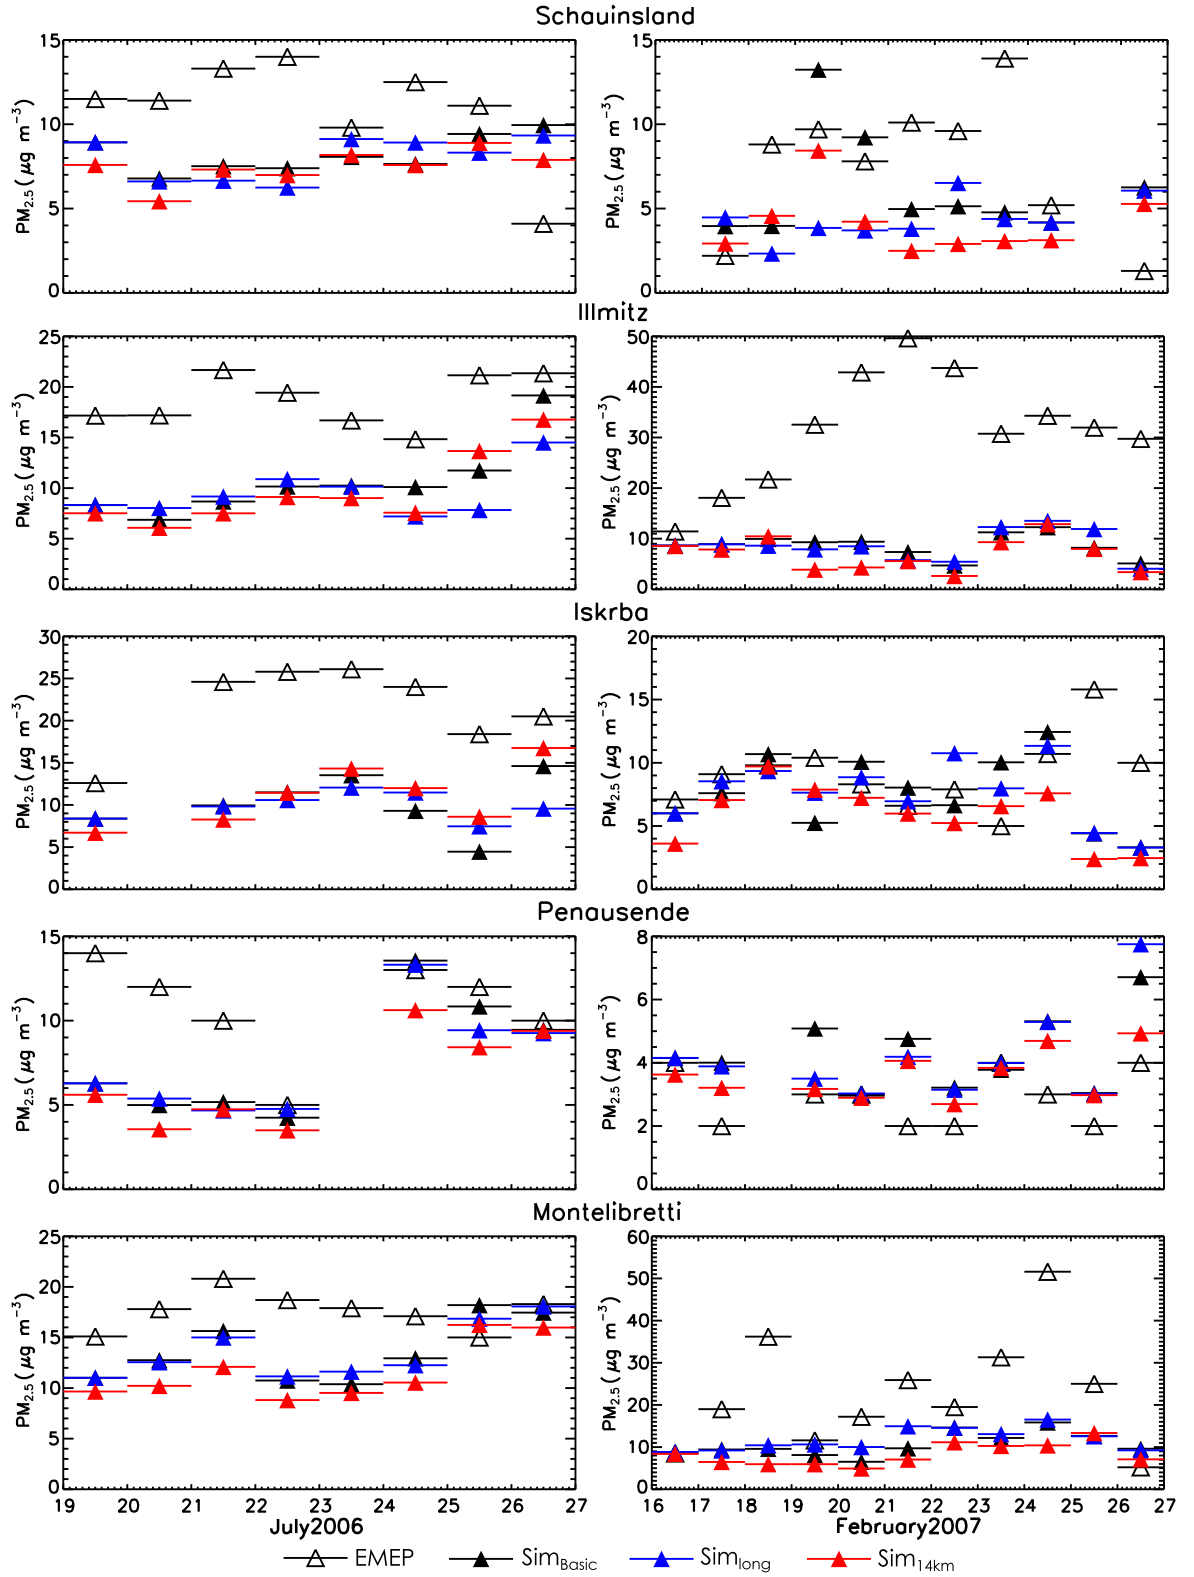 Schauinsland
15
10
5
0
PM2.5( μg m−3)
15
10
5
0
PM2.5( μg m−3)
Illmitz
25
20
15
10
5
0
PM2.5( μg m−3)
50
40
30
20
10
0
PM2.5( μg m−3)
Iskrba
30
25
20
15
10
5
0
PM2.5( μg m−3)
20
15
10
5
0
PM2.5( μg m−3)
Penausende
15
10
5
0
PM2.5( μg m−3)
8
6
4
2
0
PM2.5( μg m−3)
Montelibretti
25
20
15
10
5
0
PM2.5( μg m−3)
60
50
40
30
20
10
0
PM2.5( μg m−3)
19 20 21 22 23 24 25 26 27
July2006
16 17 18 19 20 21 22 23 24 25 26 27
February2007
EMEP SimBasic Simlong Sim14km